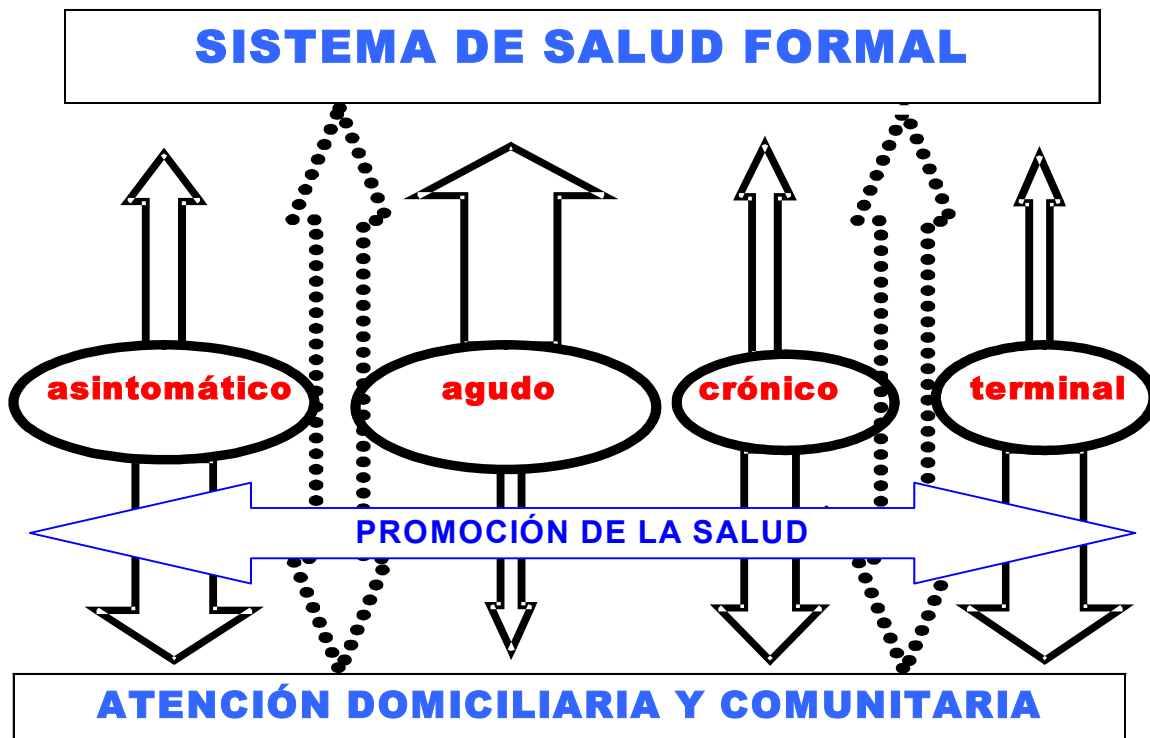 SISTEMA DE SALUD FORMAL
asintomático
agudo
crónico
terminal
PROMOCIÓN DE LA SALUD
ATENCIÓN DOMICILIARIA Y COMUNITARIA